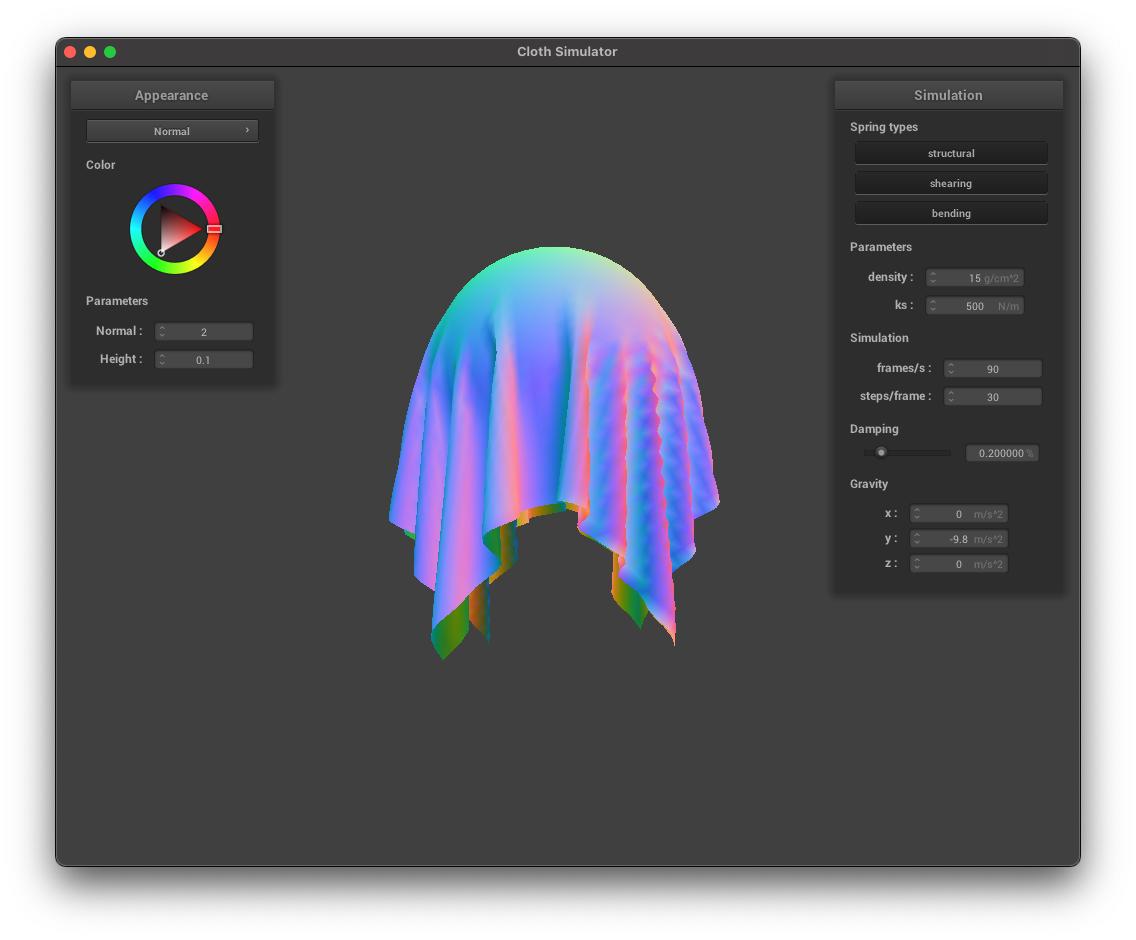 Cloth Simulator
Appearance
Normal
Color
Parameters
Normal : 2
Height : 0.1
Simulation
Spring types
structural
shearing
bending
Parameters
density : 15 g/cm^2
ks : 500 N/m
Simulation
frames/s : 90
steps/frame : 30
Damping
0.200000 %
Gravity
x : 0 m/s^2
y : -9.8 m/s^2
z : 0 m/s^2